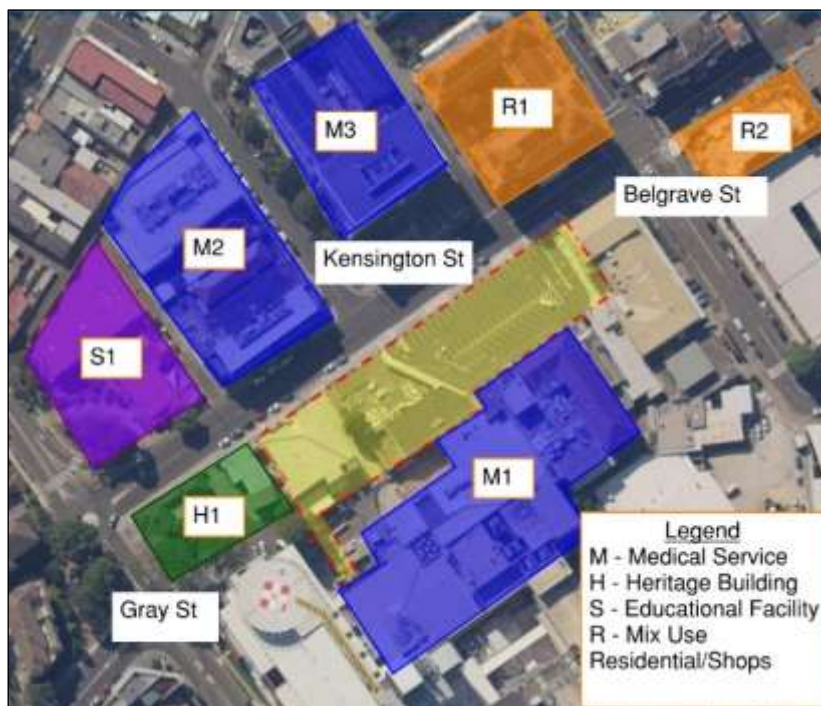 M3
R1
R2
Belgrave St
M2
Kensington St
S1
M1
H1
Gray St
Legend
M - Medical Service
H - Heritage Building
S - Educational Facility
R - Mix Use
Residential/Shops